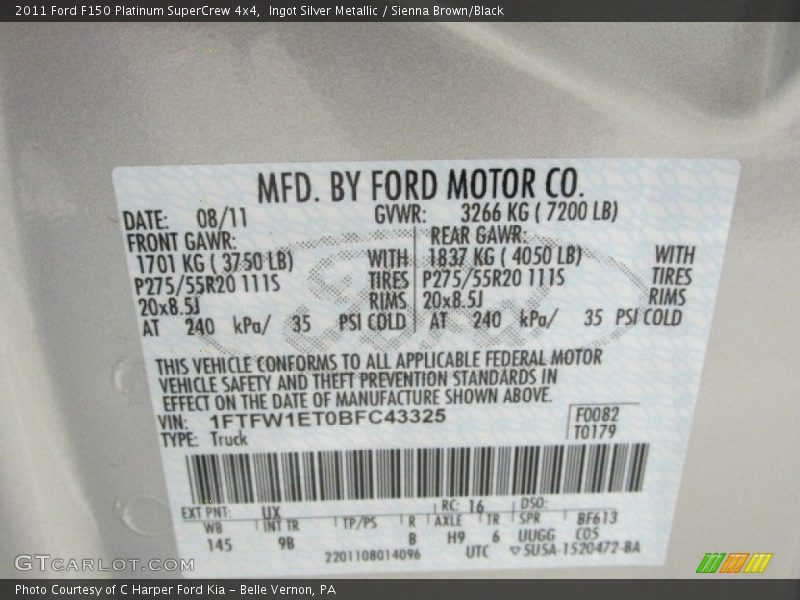 2011 Ford F150 Platinum SuperCrew 4x4, Ingot Silver Metallic / Sienna Brown/Black
MFD. BY FORD MOTOR CO.
DATE: 08/11 GVWR: 3266 KG ( 7200 LB)
FRONT GAWR: REAR GAWR:
1701 KG ( 3750 LB) WITH 1837 KG ( 4050 LB) WITH
P275/55R20 111S TIRES P275/55R20 111S TIRES
20x8.5J RIMS 20x8.5J RIMS
AT 240 kPa/ 35 PSI COLD AT 240 kPa/ 35 PSI COLD
THIS VEHICLE CONFORMS TO ALL APPLICABLE FEDERAL MOTOR
VEHICLE SAFETY AND THEFT PREVENTION STANDARDS IN
EFFECT ON THE DATE OF MANUFACTURE SHOWN ABOVE.
VIN: 1FTFW1ET0BFC43325 F0082
TYPE: Truck T0179
EXT PNT: UX RC: 16 DSO:
WB INT TR TP/PS R AXLE TR SPR BF613
145 9B B H9 6 UUGG C05
2201108014096 UTC ▽5U5A-1520472-BA
GTCARLOT.COM
Photo Courtesy of C Harper Ford Kia – Belle Vernon, PA